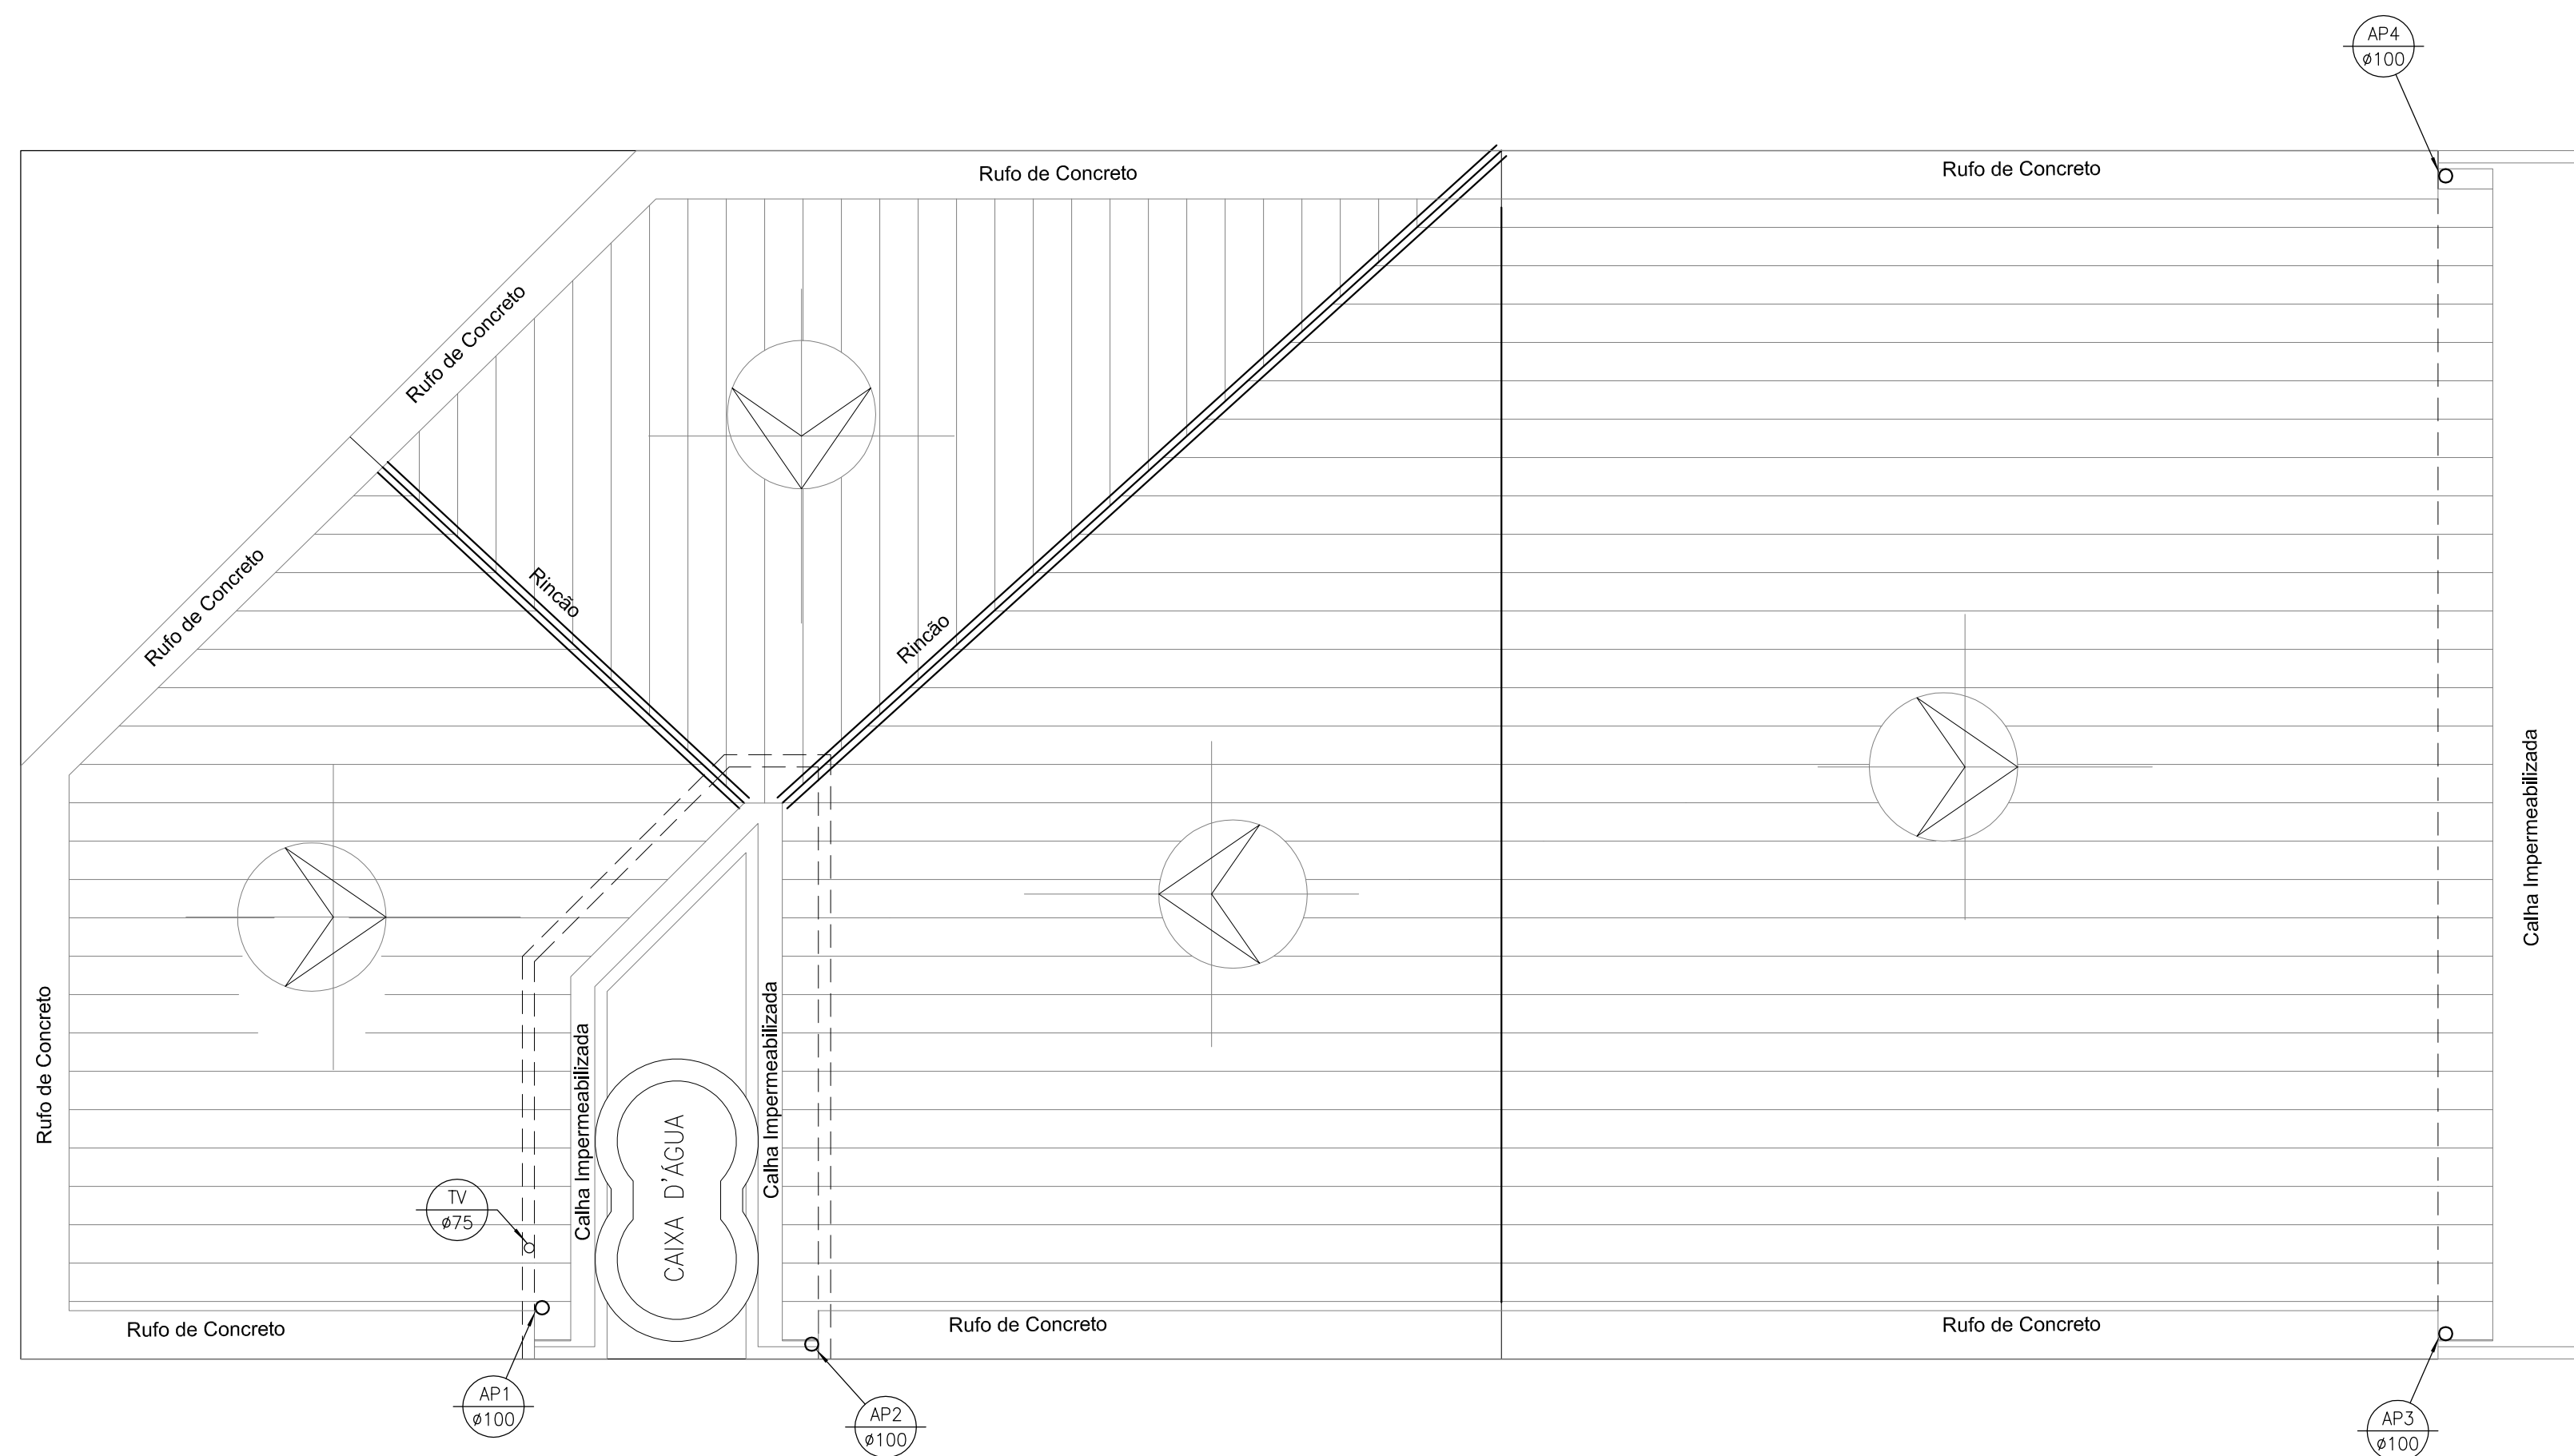 AP4
ø100
Rufo de Concreto
Rufo de Concreto
Rufo de Concreto
Rufo de Concreto
Rincão
Rincão
Calha Impermeabilizada
Rufo de Concreto
Calha Impermeabilizada
Calha Impermeabilizada
CAIXA D'ÁGUA
TV
ø75
Rufo de Concreto
Rufo de Concreto
Rufo de Concreto
AP1
ø100
AP2
ø100
AP3
ø100